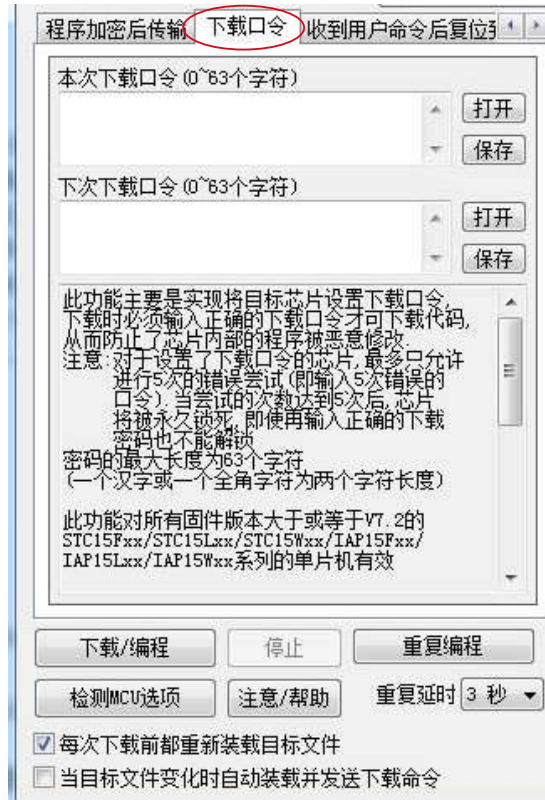 程序加密后传输 下载口令 收到用户命令后复位到
本次下载口令(0~63个字符)
打开
保存
下次下载口令(0~63个字符)
打开
保存
此功能主要是实现将目标芯片设置下载口令,
下载时必须输入正确的下载口令才可下载代码,
从而防止了芯片内部的程序被恶意修改.
注意:对于设置了下载口令的芯片,最多只允许
进行5次的错误尝试(即输入5次错误的
口令).当尝试的次数达到5次后,芯片
将被永久锁死,即使再输入正确的下载
密码也不能解锁
密码的最大长度为63个字符
(一个汉字或一个全角字符为两个字符长度)
此功能对所有固件版本大于或等于V7.2的
STC15Fxx/STC15Lxx/STC15Wxx/IAP15Fxx/
IAP15Lxx/IAP15Wxx系列的单片机有效
下载/编程 停止 重复编程
检测MCU选项 注意/帮助 重复延时 3 秒
每次下载前都重新装载目标文件
当目标文件变化时自动装载并发送下载命令